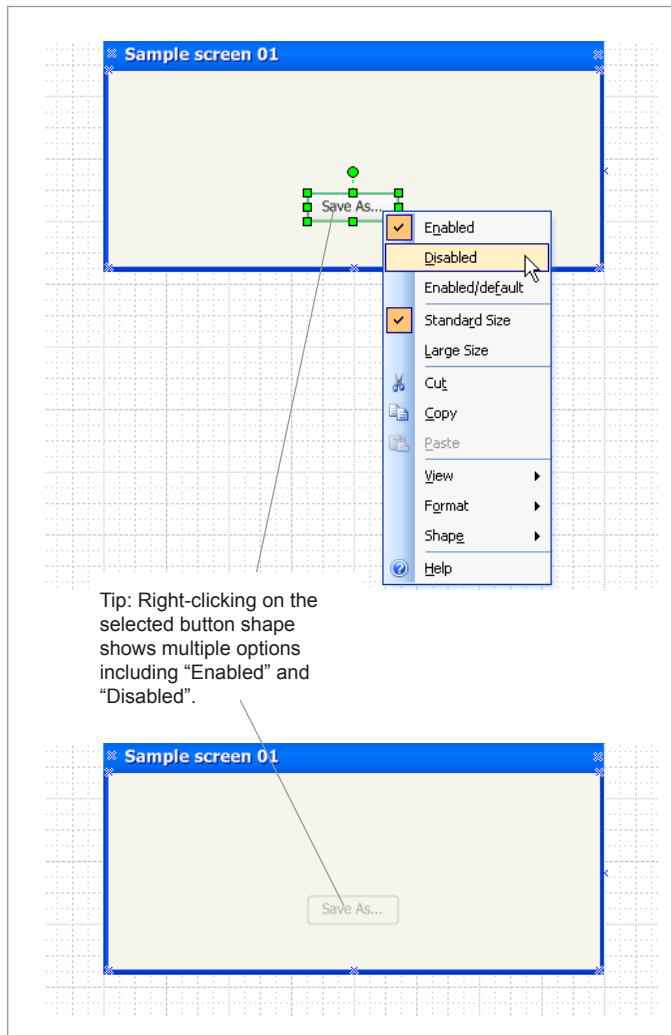 Sample screen 01
Save As...
Enabled
Disabled
Enabled/default
Standard Size
Large Size
Cut
Copy
Paste
View
Format
Shape
Help
Tip: Right-clicking on the
selected button shape
shows multiple options
including “Enabled” and
“Disabled”.
Sample screen 01
Save As...